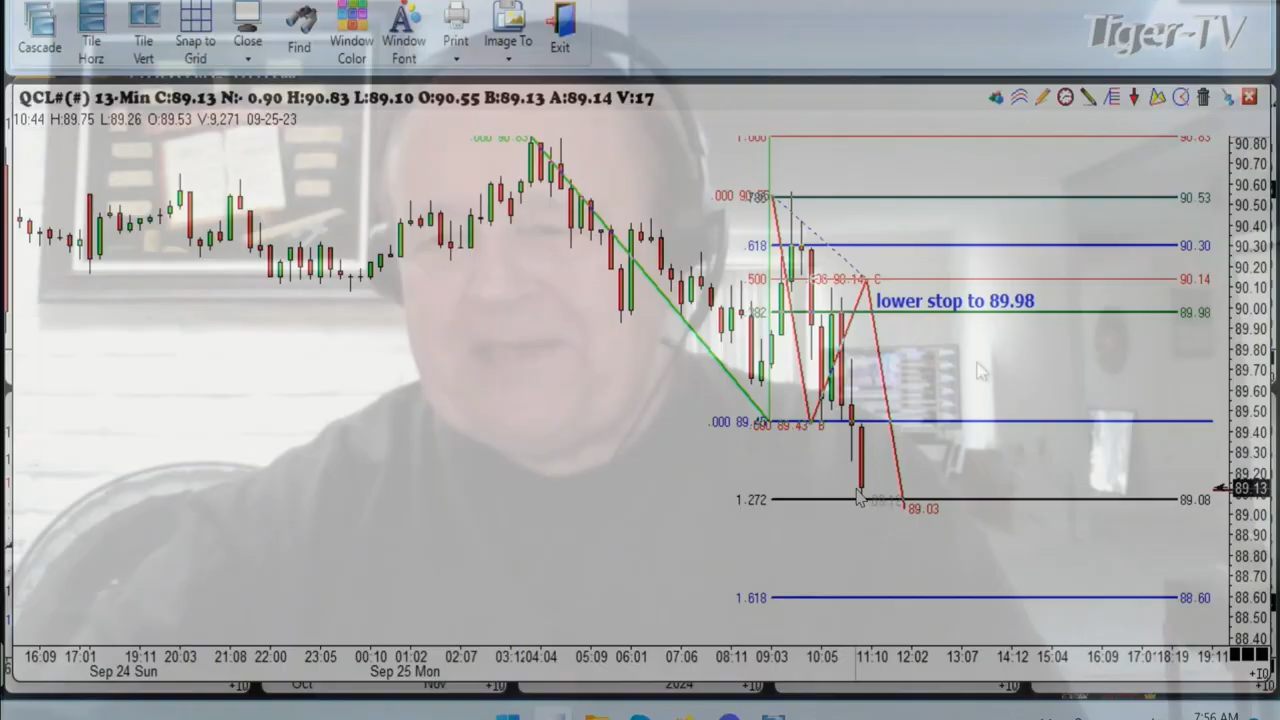 Cascade
Tile Horz
Tile Vert
Snap to Grid
Close
Find
Window Color
Window Font
Print
Image To
Exit
Tiger-TV
QCL#(#) 13-Min C:89.13 N:- 0.90 H:90.83 L:89.10 O:90.55 B:89.13 A:89.14 V:17
10:44 H:89.75 L:89.26 O:89.53 V:9,271 09-25-23
.000 90.83
1.000
90.83
.000
786
90.53
618
90.30
500
90.14
C
lower stop to 89.98
382
89.98
.000
89.43 B
1.272
89.08
89.03
1.618
88.60
90.80
90.70
90.60
90.50
90.40
90.30
90.20
90.10
90.00
89.90
89.80
89.70
89.60
89.50
89.40
89.30
89.20
89.13
89.00
88.90
88.80
88.70
88.60
88.50
88.40
16:09 17:01 19:11 20:03 21:08 22:00 23:05 00:10 01:02 02:07 04:04 05:09 06:01 07:06 08:11 09:03 10:05 11:10 12:02 13:07 14:12 15:04 16:09 18:19 19:11
Sep 24 Sun
Sep 25 Mon
+10
+10 Oct Nov +10 2024 +10 +10
7:56 AM